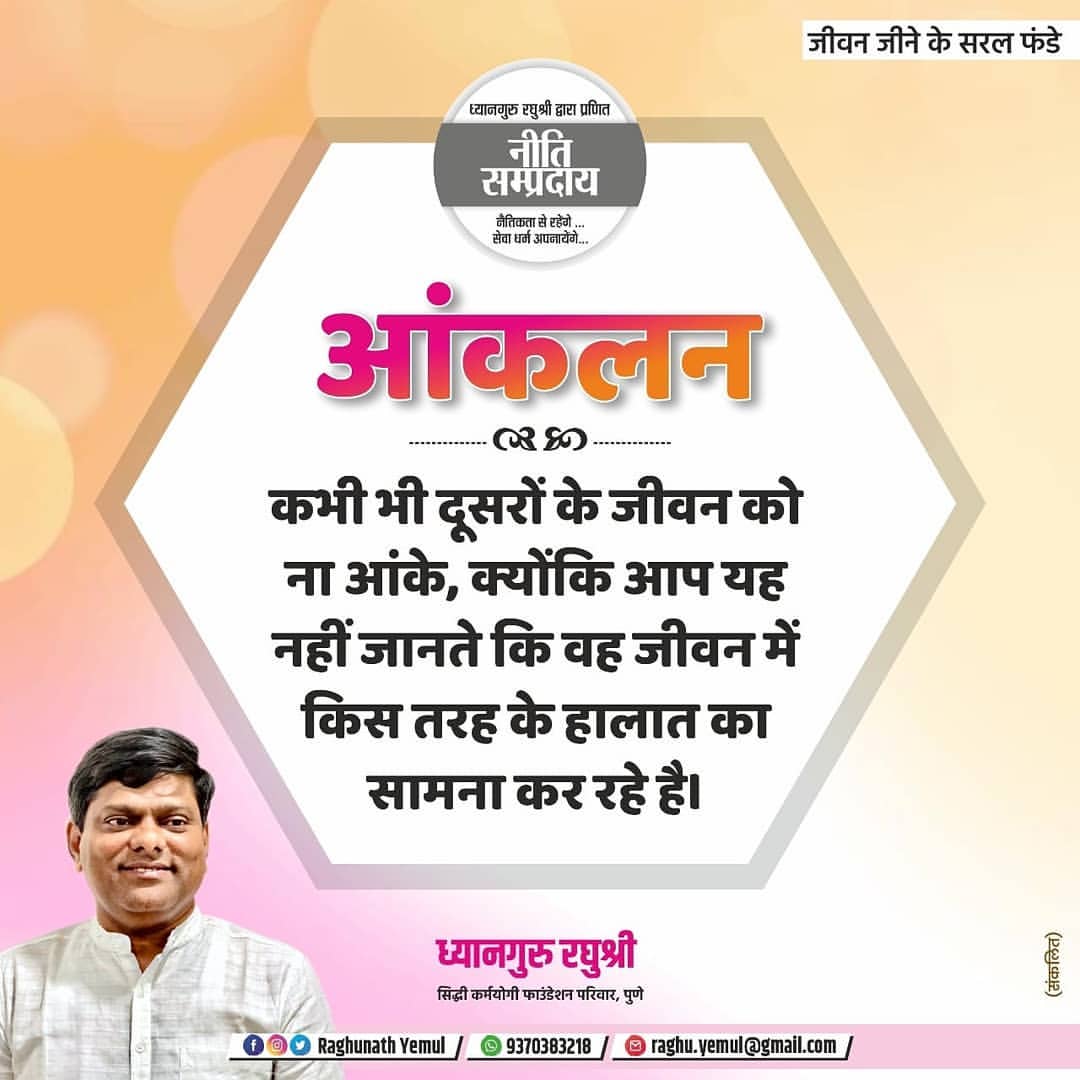 जीवन जीने के सरल फंडे
ध्यानगुरु रघुश्री द्वारा प्रणित
नीति
सम्प्रदाय
नैतिकता से रहेंगे ...
सेवा धर्म अपनायेंगे...
आंकलन
कभी भी दूसरों के जीवन को
ना आंके, क्योंकि आप यह
नहीं जानते कि वह जीवन में
किस तरह के हालात का
सामना कर रहे है।
ध्यानगुरु रघुश्री
सिद्धी कर्मयोगी फाउंडेशन परिवार, पुणे
(संकलित)
Raghunath Yemul / 9370383218 / raghu.yemul@gmail.com /